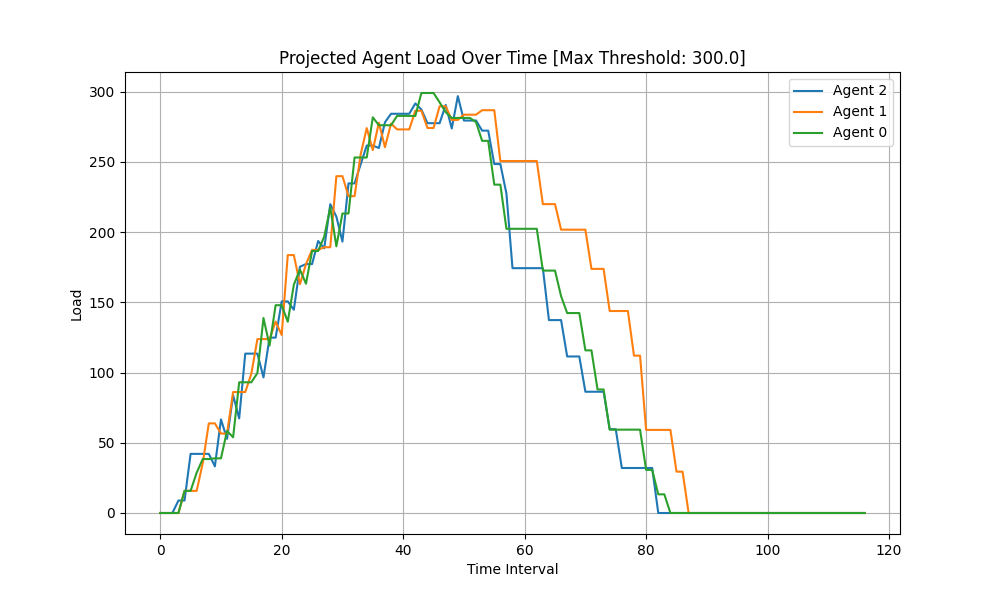 Projected Agent Load Over Time [Max Threshold: 300.0]
Load
300
250
200
150
100
50
0
Agent 2
Agent 1
Agent 0
0 20 40 60 80 100 120
Time Interval